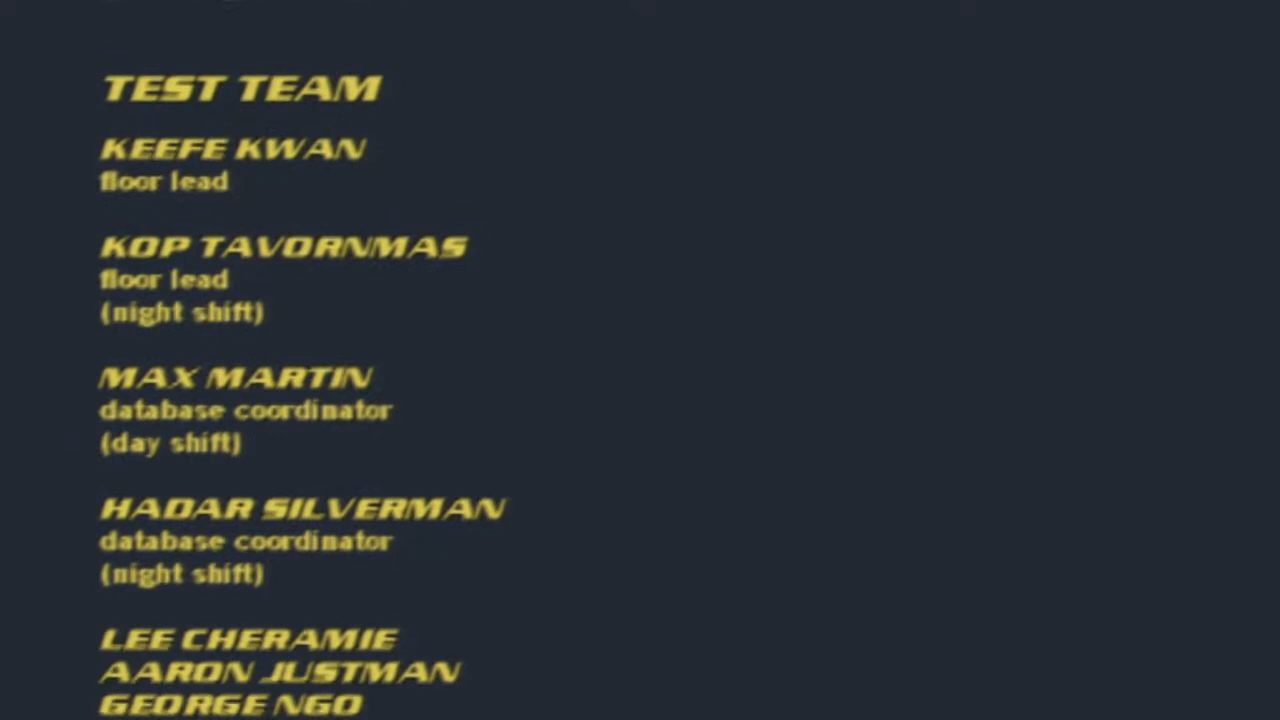 TEST TEAM
KEEFE KWAN
floor lead
KOP TAVORNMAS
floor lead
(night shift)
MAX MARTIN
database coordinator
(day shift)
HADAR SILVERMAN
database coordinator
(night shift)
LEE CHERAMIE
AARON JUSTMAN
GEORGE NGO